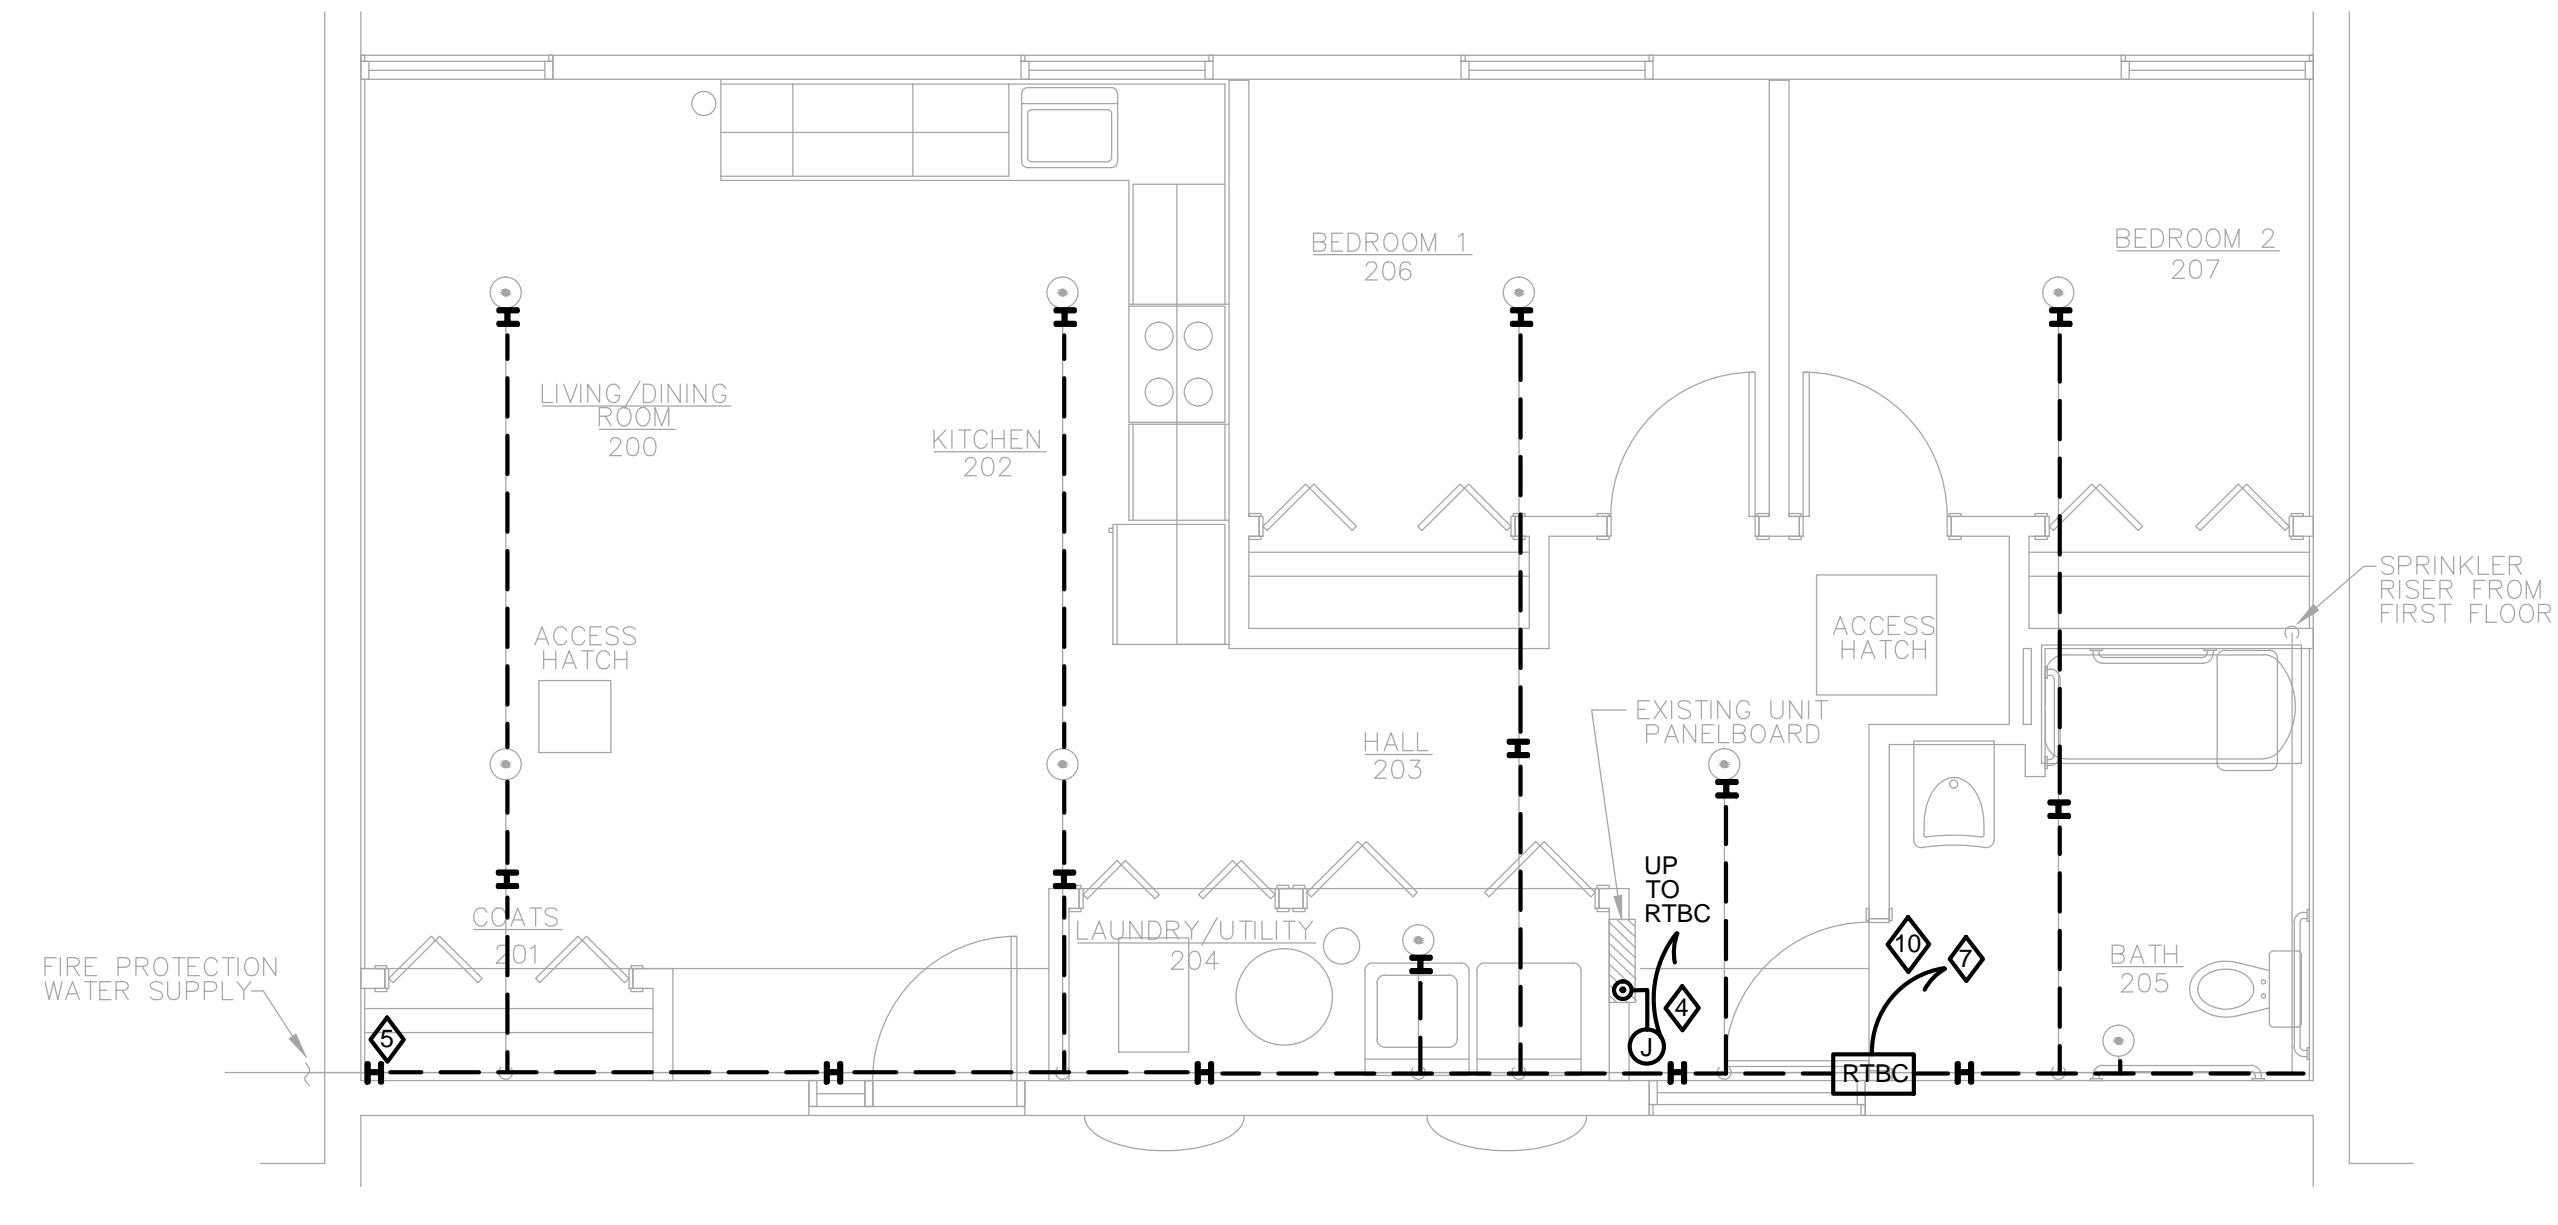 BEDROOM 1
206
BEDROOM 2
207
LIVING/DINING
ROOM
200
KITCHEN
202
SPRINKLER
RISER FROM
FIRST FLOOR
ACCESS
HATCH
ACCESS
HATCH
EXISTING UNIT
PANELBOARD
HALL
203
UP
TO
RTBC
COATS
201
LAUNDRY/UTILITY
204
10
7
BATH
205
FIRE PROTECTION
WATER SUPPLY
4
5
J
RTBC